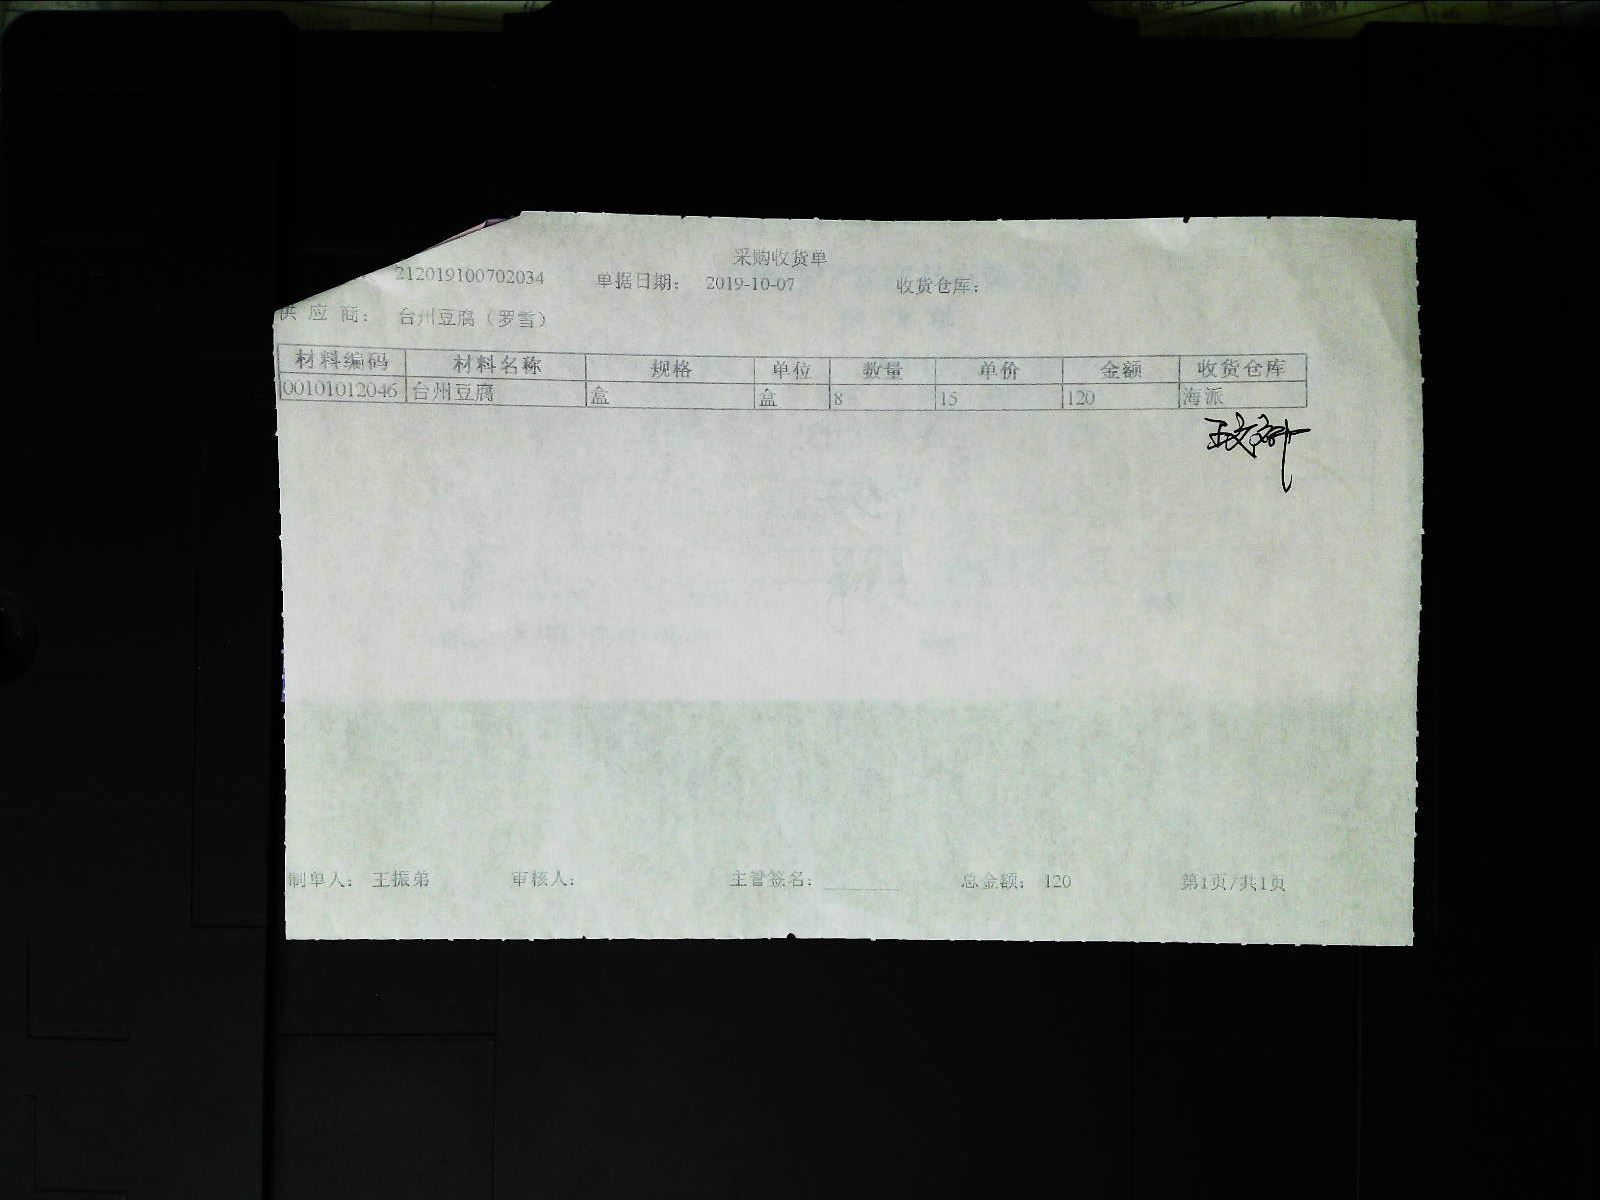 采购收货单
212019100702034 单据日期： 2019-10-07 收货仓库：
供 应 商： 台州豆腐（罗雪）
材料编码 材料名称 规格 单位 数量 单价 金额 收货仓库
00101012046 台州豆腐 盒 盒 8 15 120 海派
制单人： 王振弟 审核人： 主管签名： 总金额： 120 第1页/共1页